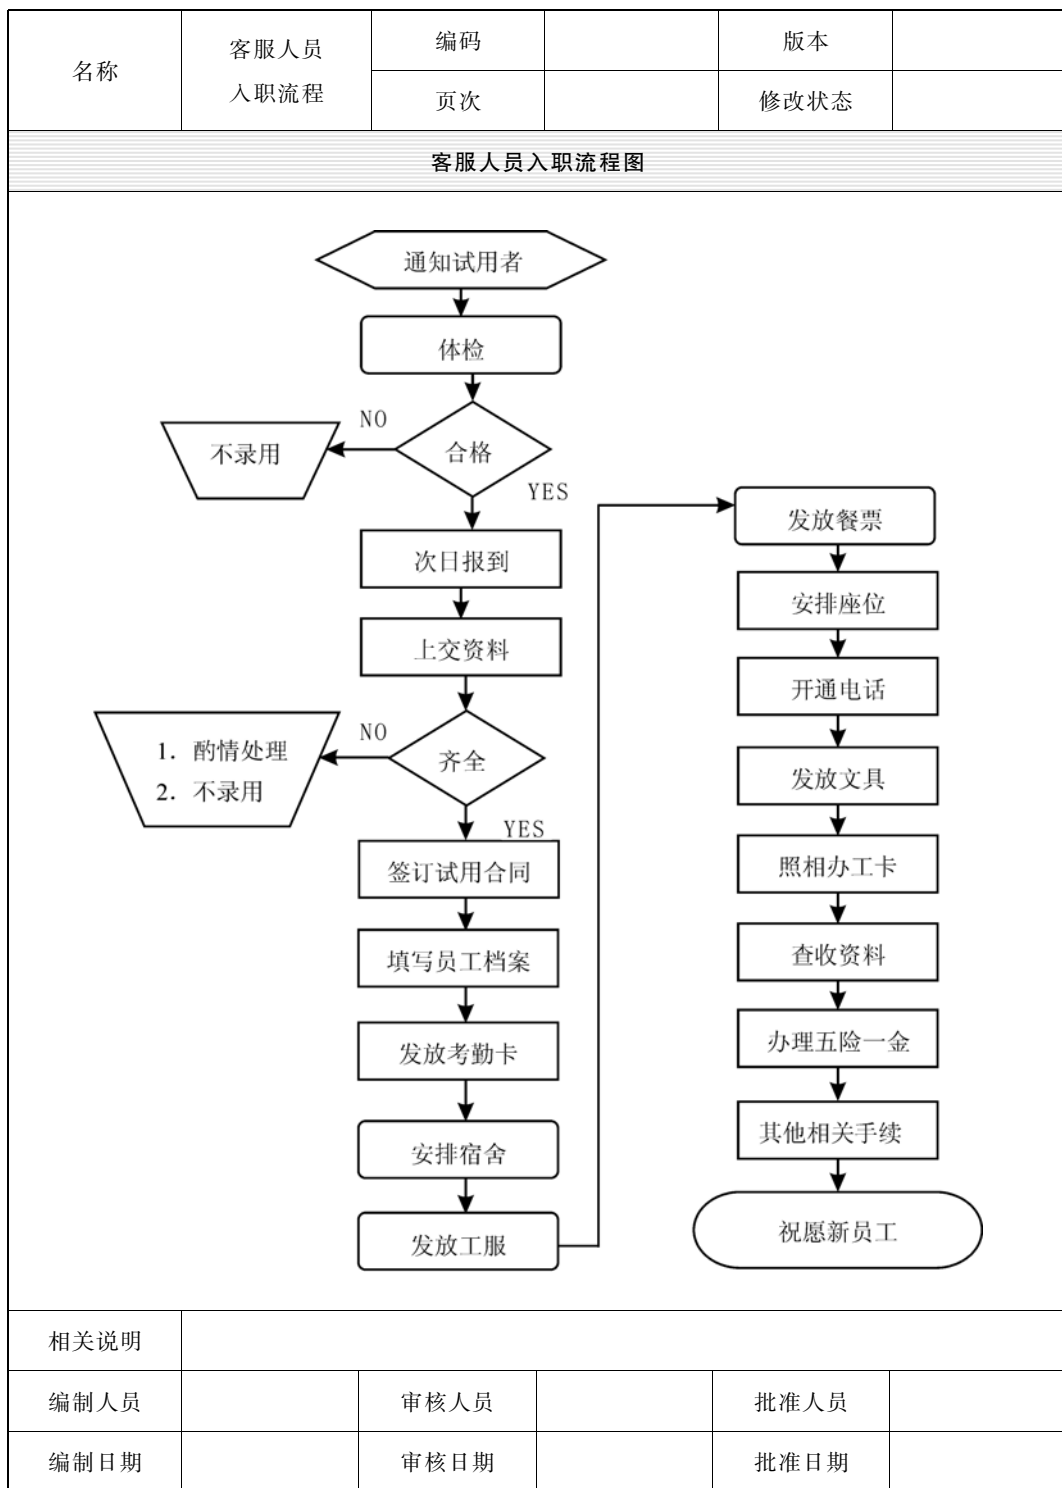 名称
客服人员
入职流程
编码
版本
页次
修改状态
客服人员入职流程图
通知试用者
体检
合格
NO
不录用
YES
次日报到
上交资料
齐全
NO
1. 酌情处理
2. 不录用
YES
签订试用合同
填写员工档案
发放考勤卡
安排宿舍
发放工服
发放餐票
安排座位
开通电话
发放文具
照相办工卡
查收资料
办理五险一金
其他相关手续
祝愿新员工
相关说明
编制人员
审核人员
批准人员
编制日期
审核日期
批准日期